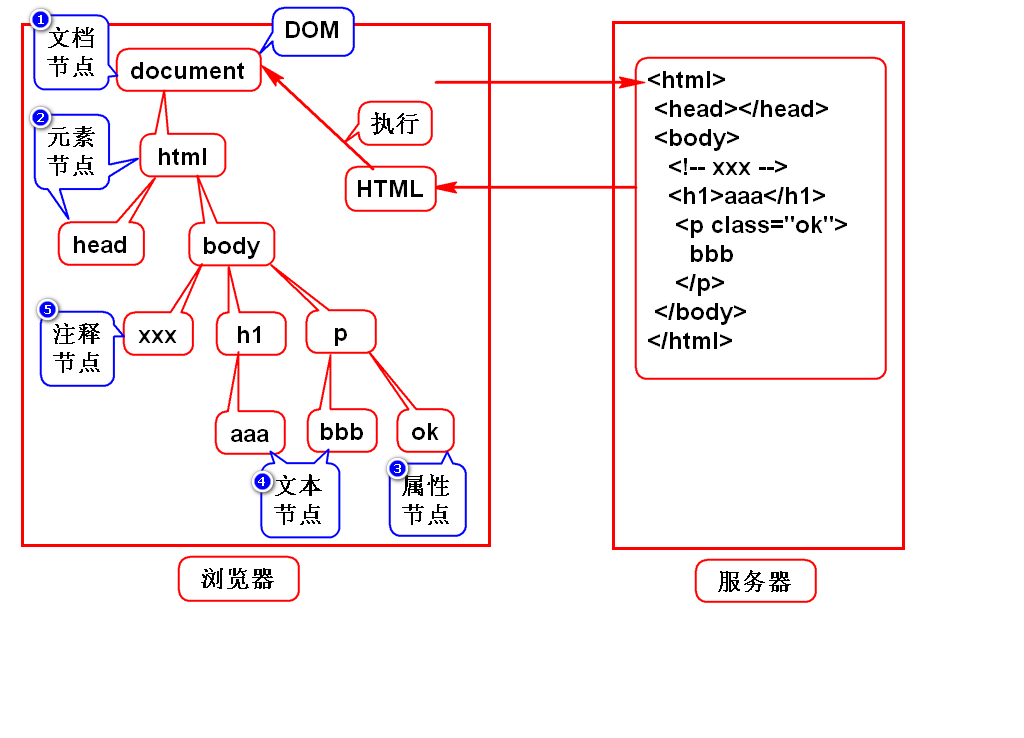 1
文档
节点
DOM
document
执行
2
元素
节点
html
HTML
head
body
5
注释
节点
xxx
h1
p
aaa
bbb
ok
4
文本
节点
3
属性
节点
浏览器
<html>
<head></head>
<body>
<!-- xxx -->
<h1>aaa</h1>
<p class="ok">
bbb
</p>
</body>
</html>
服务器